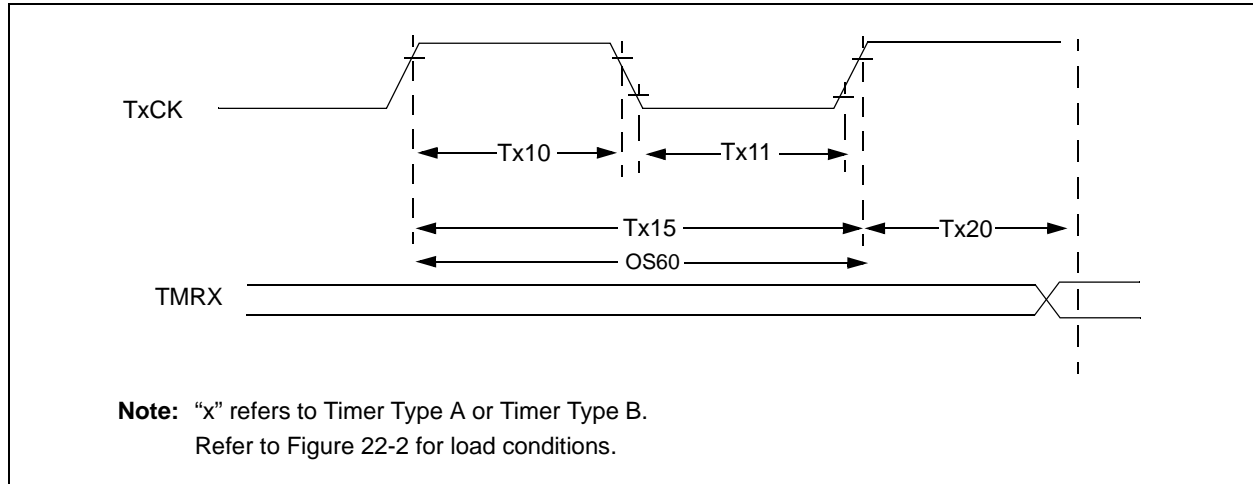 TxCK
Tx10
Tx11
Tx15
Tx20
OS60
TMRX
Note: “x” refers to Timer Type A or Timer Type B.
Refer to Figure 22-2 for load conditions.